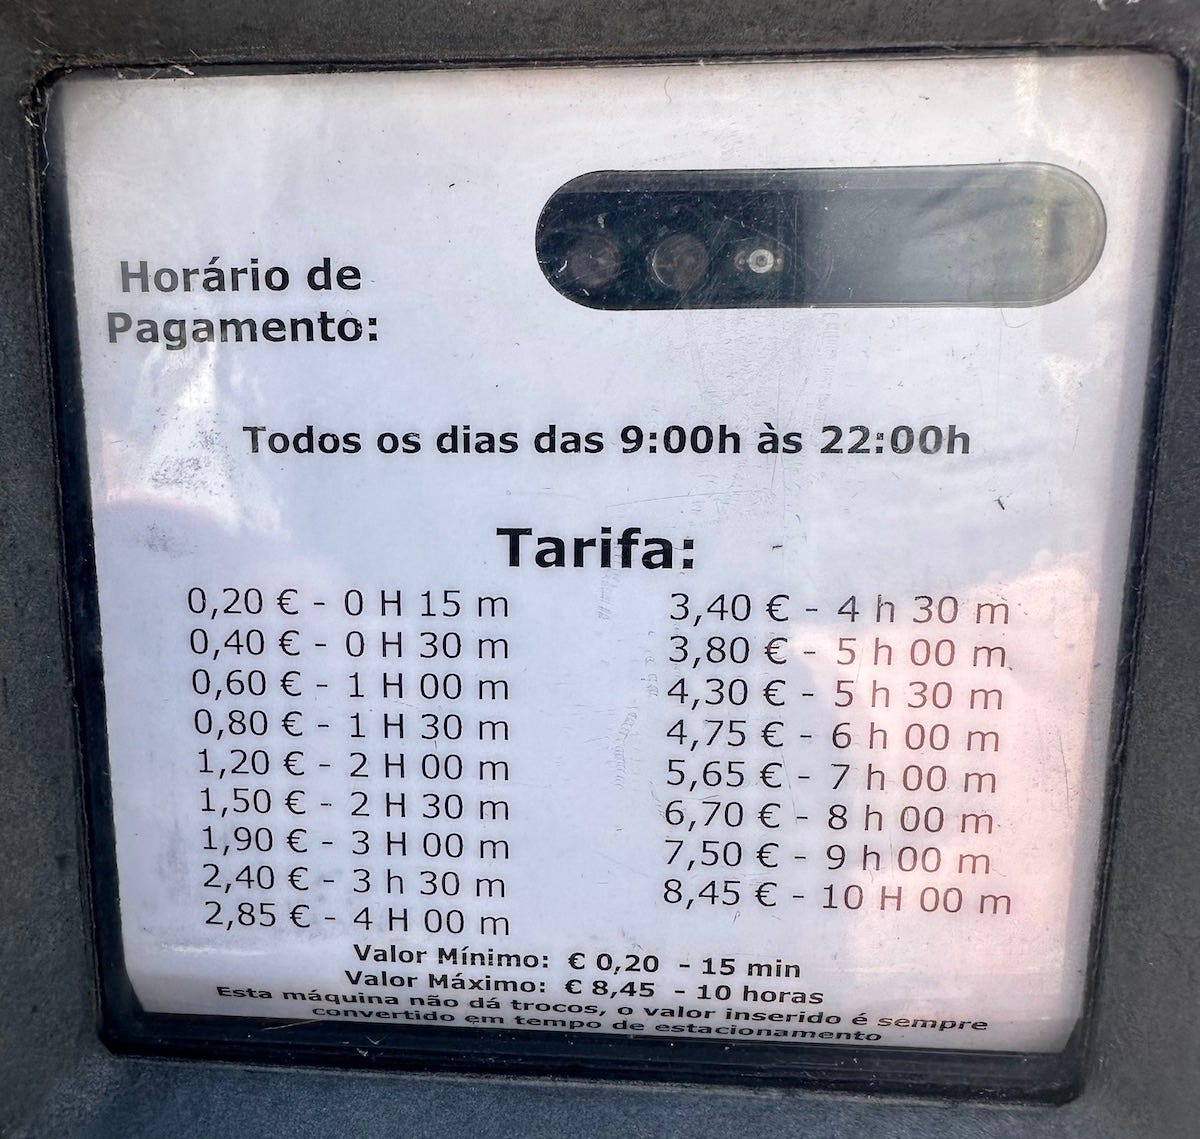 Horário de
Pagamento:
Todos os dias das 9:00h às 22:00h
Tarifa:
0,20 € - 0 H 15 m
0,40 € - 0 H 30 m
0,60 € - 1 H 00 m
0,80 € - 1 H 30 m
1,20 € - 2 H 00 m
1,50 € - 2 H 30 m
1,90 € - 3 H 00 m
2,40 € - 3 h 30 m
2,85 € - 4 H 00 m
3,40 € - 4 h 30 m
3,80 € - 5 h 00 m
4,30 € - 5 h 30 m
4,75 € - 6 h 00 m
5,65 € - 7 h 00 m
6,70 € - 8 h 00 m
7,50 € - 9 h 00 m
8,45 € - 10 H 00 m
Valor Mínimo: € 0,20 - 15 min
Valor Máximo: € 8,45 - 10 horas
Esta máquina não dá trocos, o valor inserido é sempre
convertido em tempo de estacionamento